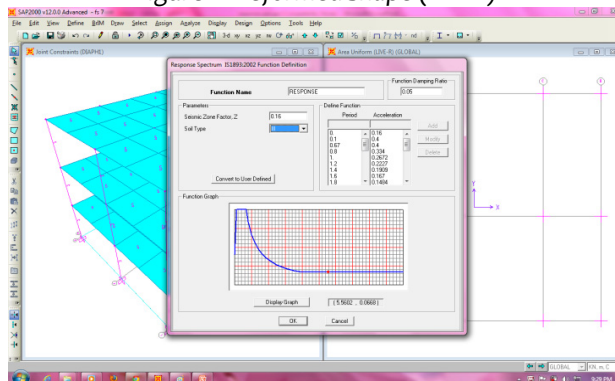 SAP2000 v12.0.0 Advanced - fs 7
File Edit View Define BrIM Draw Select Assign Analyze Display Design Options Tools Help
Joint Constraints (DIAPHE)
Area Uniform (LIVE-R) (GLOBAL)
Response Spectrum IS1893:2002 Function Definition
Function Name
RESPONSE
Function Damping Ratio
0.05
Parameters
Seismic Zone Factor, Z
0.16
Soil Type
II
Convert to User Defined
Define Function
Period Acceleration
0. 0.16
0.1 0.4
0.67 0.4
0.8 0.334
1. 0.2672
1.2 0.2227
1.4 0.1909
1.6 0.167
1.8 0.1484
Add
Modify
Delete
Function Graph
Display Graph
( 5.5602 , 0.0668 )
OK
Cancel
Y
X
GLOBAL
KN, m, C